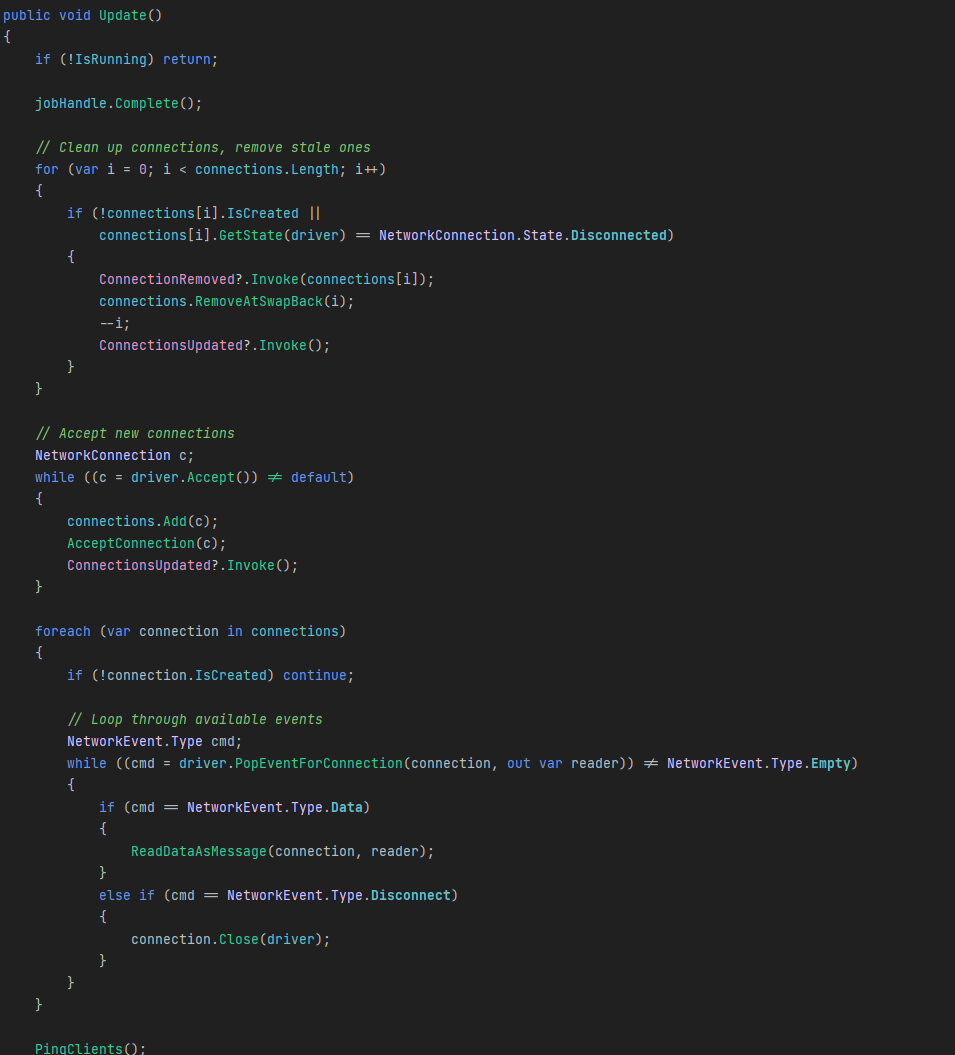 public void Update()
{
    if (!IsRunning) return;

    jobHandle.Complete();

    // Clean up connections, remove stale ones
    for (var i = 0; i < connections.Length; i++)
    {
        if (!connections[i].IsCreated ||
            connections[i].GetState(driver) == NetworkConnection.State.Disconnected)
        {
            ConnectionRemoved?.Invoke(connections[i]);
            connections.RemoveAtSwapBack(i);
            --i;
            ConnectionsUpdated?.Invoke();
        }
    }

    // Accept new connections
    NetworkConnection c;
    while ((c = driver.Accept()) != default)
    {
        connections.Add(c);
        AcceptConnection(c);
        ConnectionsUpdated?.Invoke();
    }

    foreach (var connection in connections)
    {
        if (!connection.IsCreated) continue;

        // Loop through available events
        NetworkEvent.Type cmd;
        while ((cmd = driver.PopEventForConnection(connection, out var reader)) != NetworkEvent.Type.Empty)
        {
            if (cmd == NetworkEvent.Type.Data)
            {
                ReadDataAsMessage(connection, reader);
            }
            else if (cmd == NetworkEvent.Type.Disconnect)
            {
                connection.Close(driver);
            }
        }
    }

    PingClients();